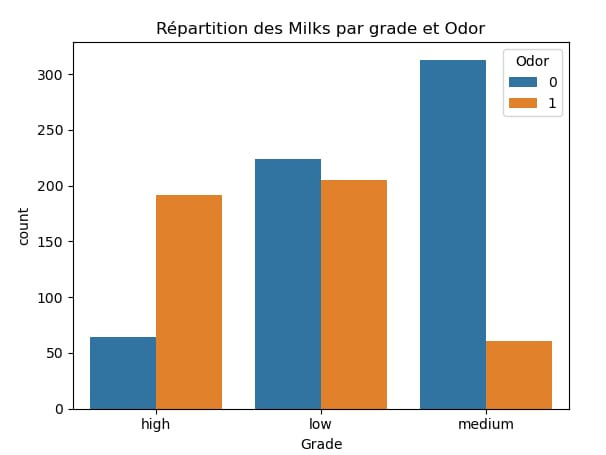 Répartition des Milks par grade et Odor
Odor
0
1
300
250
200
150
100
50
0
count
high low medium
Grade